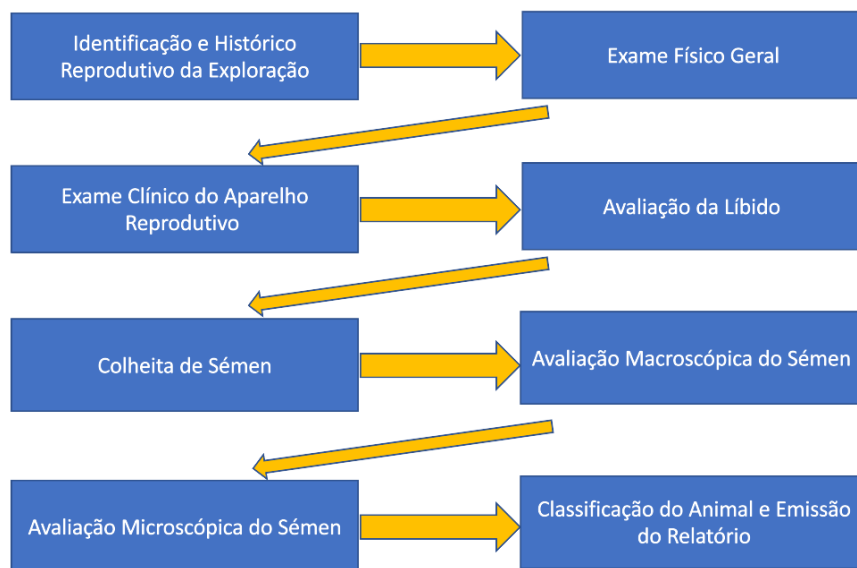 Identificação e Histórico
Reprodutivo da Exploração
Exame Físico Geral
Exame Clínico do Aparelho
Reprodutivo
Avaliação da Líbido
Colheita de Sémen
Avaliação Macroscópica do Sémen
Avaliação Microscópica do Sémen
Classificação do Animal e Emissão
do Relatório